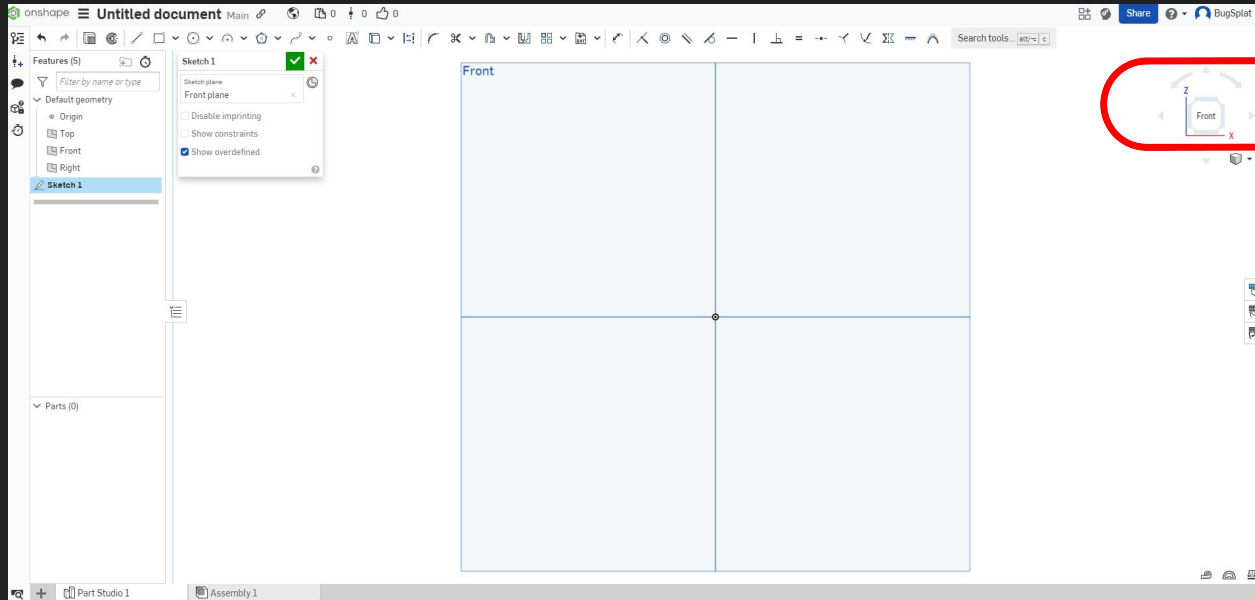 onshape Untitled document Main 0 0 0 Share BugSplat
Search tools... alt/⌥ c
Features (5)
Filter by name or type
Default geometry
Origin
Top
Front
Right
Sketch 1
Parts (0)
Sketch 1
Sketch plane
Front plane
Disable imprinting
Show constraints
Show overdefined
Front
Z
Front
X
Part Studio 1 Assembly 1